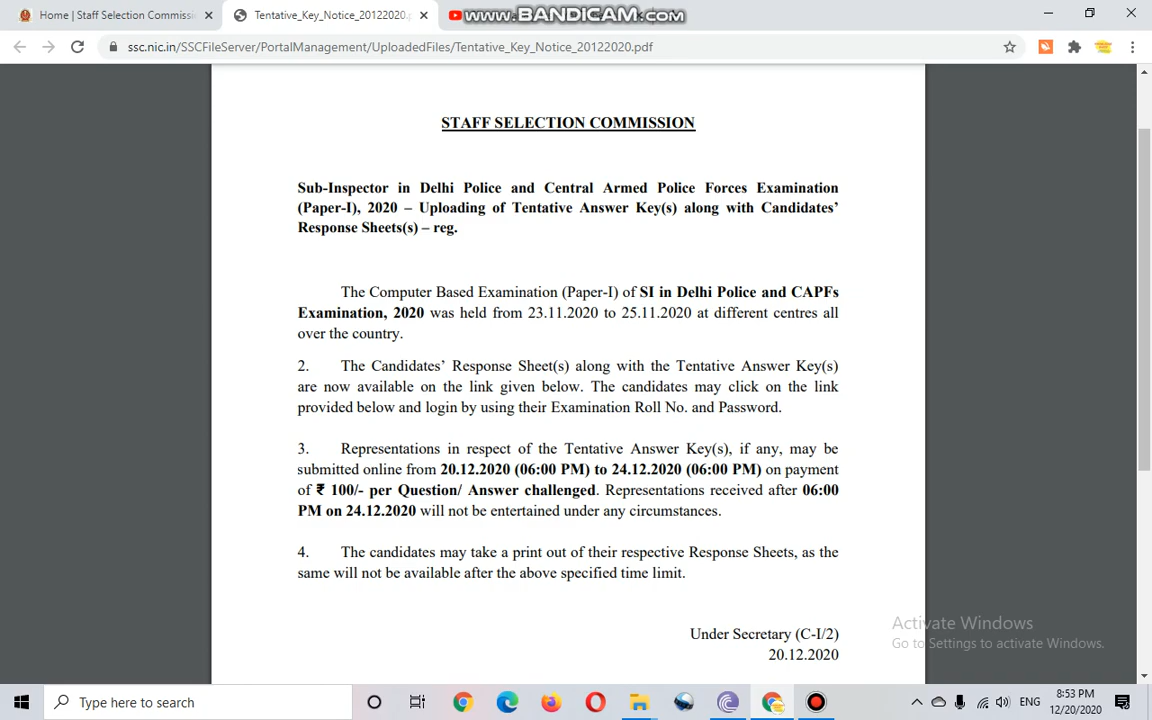 Home | Staff Selection Commissi
Tentative_Key_Notice_20122020.p
www.BANDICAM.com
ssc.nic.in/SSCFileServer/PortalManagement/UploadedFiles/Tentative_Key_Notice_20122020.pdf
STAFF SELECTION COMMISSION
Sub-Inspector in Delhi Police and Central Armed Police Forces Examination
(Paper-I), 2020 – Uploading of Tentative Answer Key(s) along with Candidates’
Response Sheets(s) – reg.
The Computer Based Examination (Paper-I) of SI in Delhi Police and CAPFs
Examination, 2020 was held from 23.11.2020 to 25.11.2020 at different centres all
over the country.
2. The Candidates’ Response Sheet(s) along with the Tentative Answer Key(s)
are now available on the link given below. The candidates may click on the link
provided below and login by using their Examination Roll No. and Password.
3. Representations in respect of the Tentative Answer Key(s), if any, may be
submitted online from 20.12.2020 (06:00 PM) to 24.12.2020 (06:00 PM) on payment
of ₹ 100/- per Question/ Answer challenged. Representations received after 06:00
PM on 24.12.2020 will not be entertained under any circumstances.
4. The candidates may take a print out of their respective Response Sheets, as the
same will not be available after the above specified time limit.
Under Secretary (C-I/2)
20.12.2020
Activate Windows
Go to Settings to activate Windows.
Type here to search
ENG
8:53 PM
12/20/2020